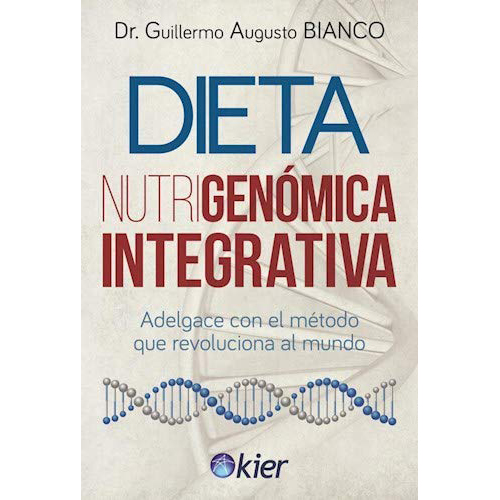 Dr. Guillermo Augusto BIANCO
DIETA
NUTRIGENÓMICA
INTEGRATIVA
Adelgace con el método
que revoluciona al mundo
kier